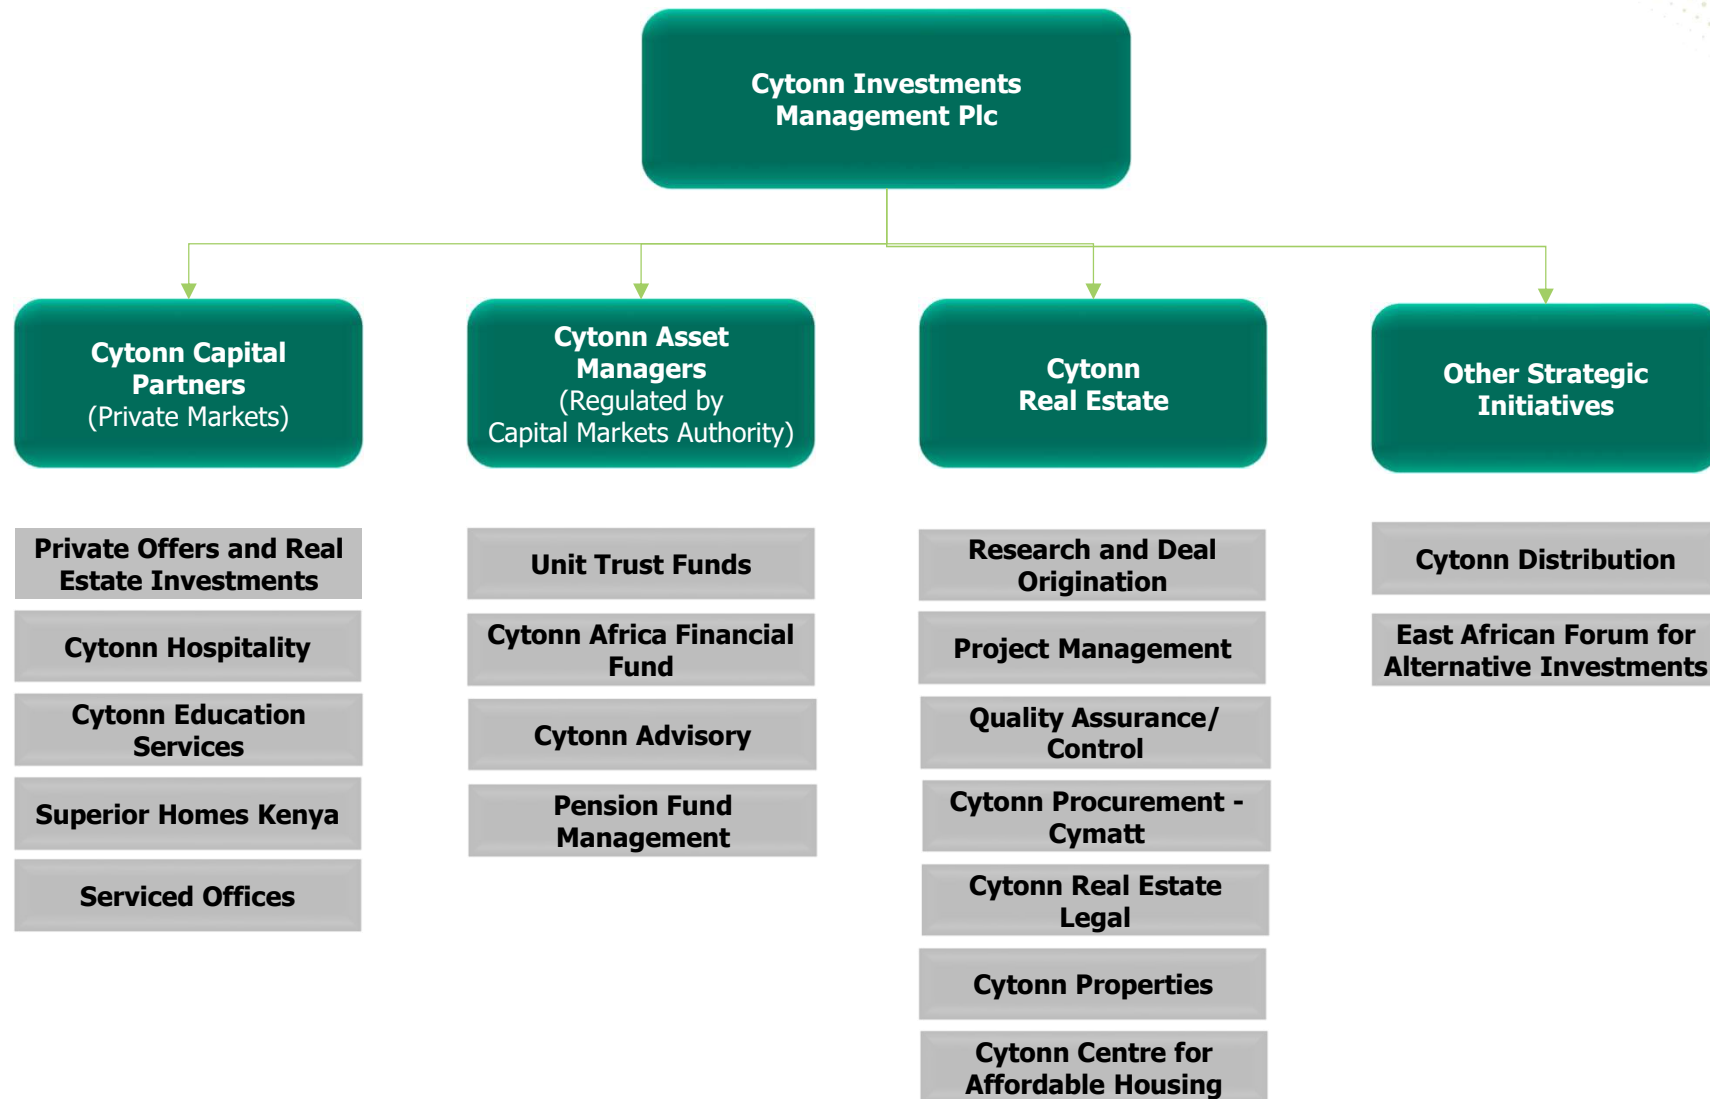 Cytonn Investments
Management Plc
Cytonn Capital
Partners
(Private Markets)
Private Offers and Real
Estate Investments
Cytonn Hospitality
Cytonn Education
Services
Superior Homes Kenya
Serviced Offices
Cytonn Asset
Managers
(Regulated by
Capital Markets Authority)
Unit Trust Funds
Cytonn Africa Financial
Fund
Cytonn Advisory
Pension Fund
Management
Cytonn
Real Estate
Research and Deal
Origination
Project Management
Quality Assurance/
Control
Cytonn Procurement -
Cymatt
Cytonn Real Estate
Legal
Cytonn Properties
Cytonn Centre for
Affordable Housing
Other Strategic
Initiatives
Cytonn Distribution
East African Forum for
Alternative Investments